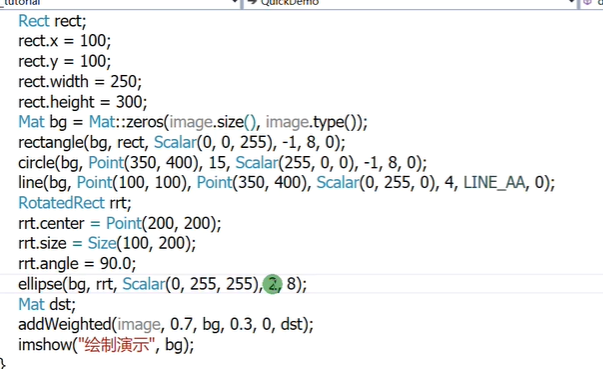 _tutorial
QuickDemo
Rect rect;
rect.x = 100;
rect.y = 100;
rect.width = 250;
rect.height = 300;
Mat bg = Mat::zeros(image.size(), image.type());
rectangle(bg, rect, Scalar(0, 0, 255), -1, 8, 0);
circle(bg, Point(350, 400), 15, Scalar(255, 0, 0), -1, 8, 0);
line(bg, Point(100, 100), Point(350, 400), Scalar(0, 255, 0), 4, LINE_AA, 0);
RotatedRect rrt;
rrt.center = Point(200, 200);
rrt.size = Size(100, 200);
rrt.angle = 90.0;
ellipse(bg, rrt, Scalar(0, 255, 255), 2, 8);
Mat dst;
addWeighted(image, 0.7, bg, 0.3, 0, dst);
imshow("绘制演示", bg);
}